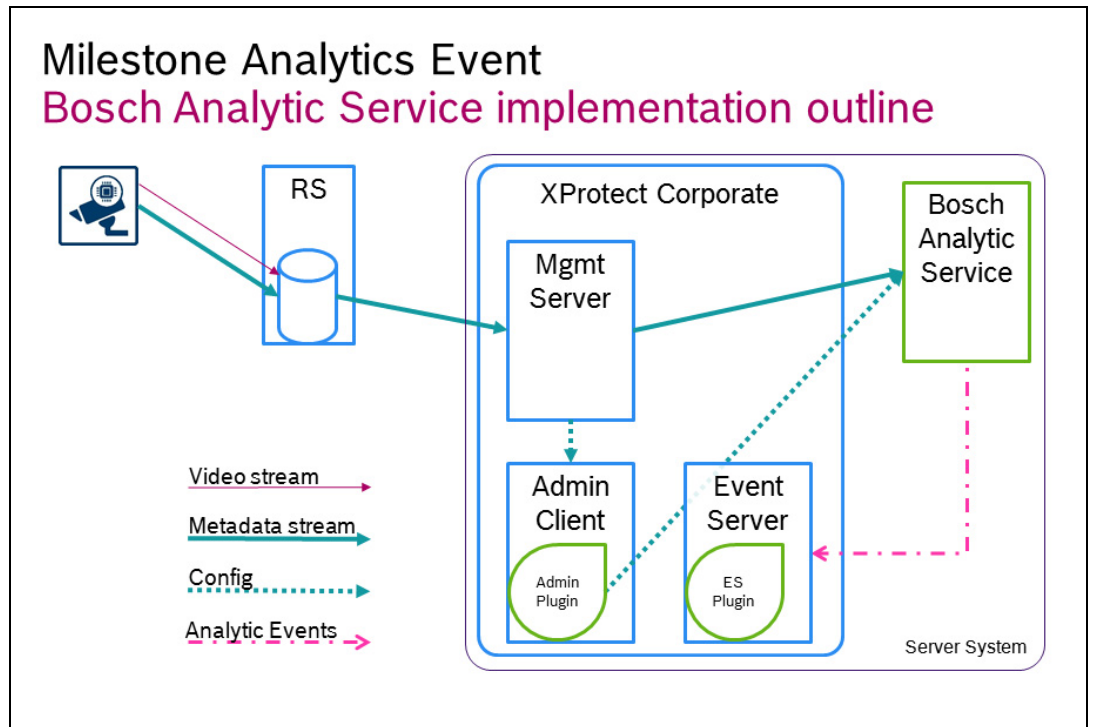 Milestone Analytics Event
Bosch Analytic Service implementation outline
RS
XProtect Corporate
Bosch
Analytic
Service
Mgmt
Server
Admin
Client
Event
Server
Admin
Plugin
ES
Plugin
Video stream
Metadata stream
Config
Analytic Events
Server System